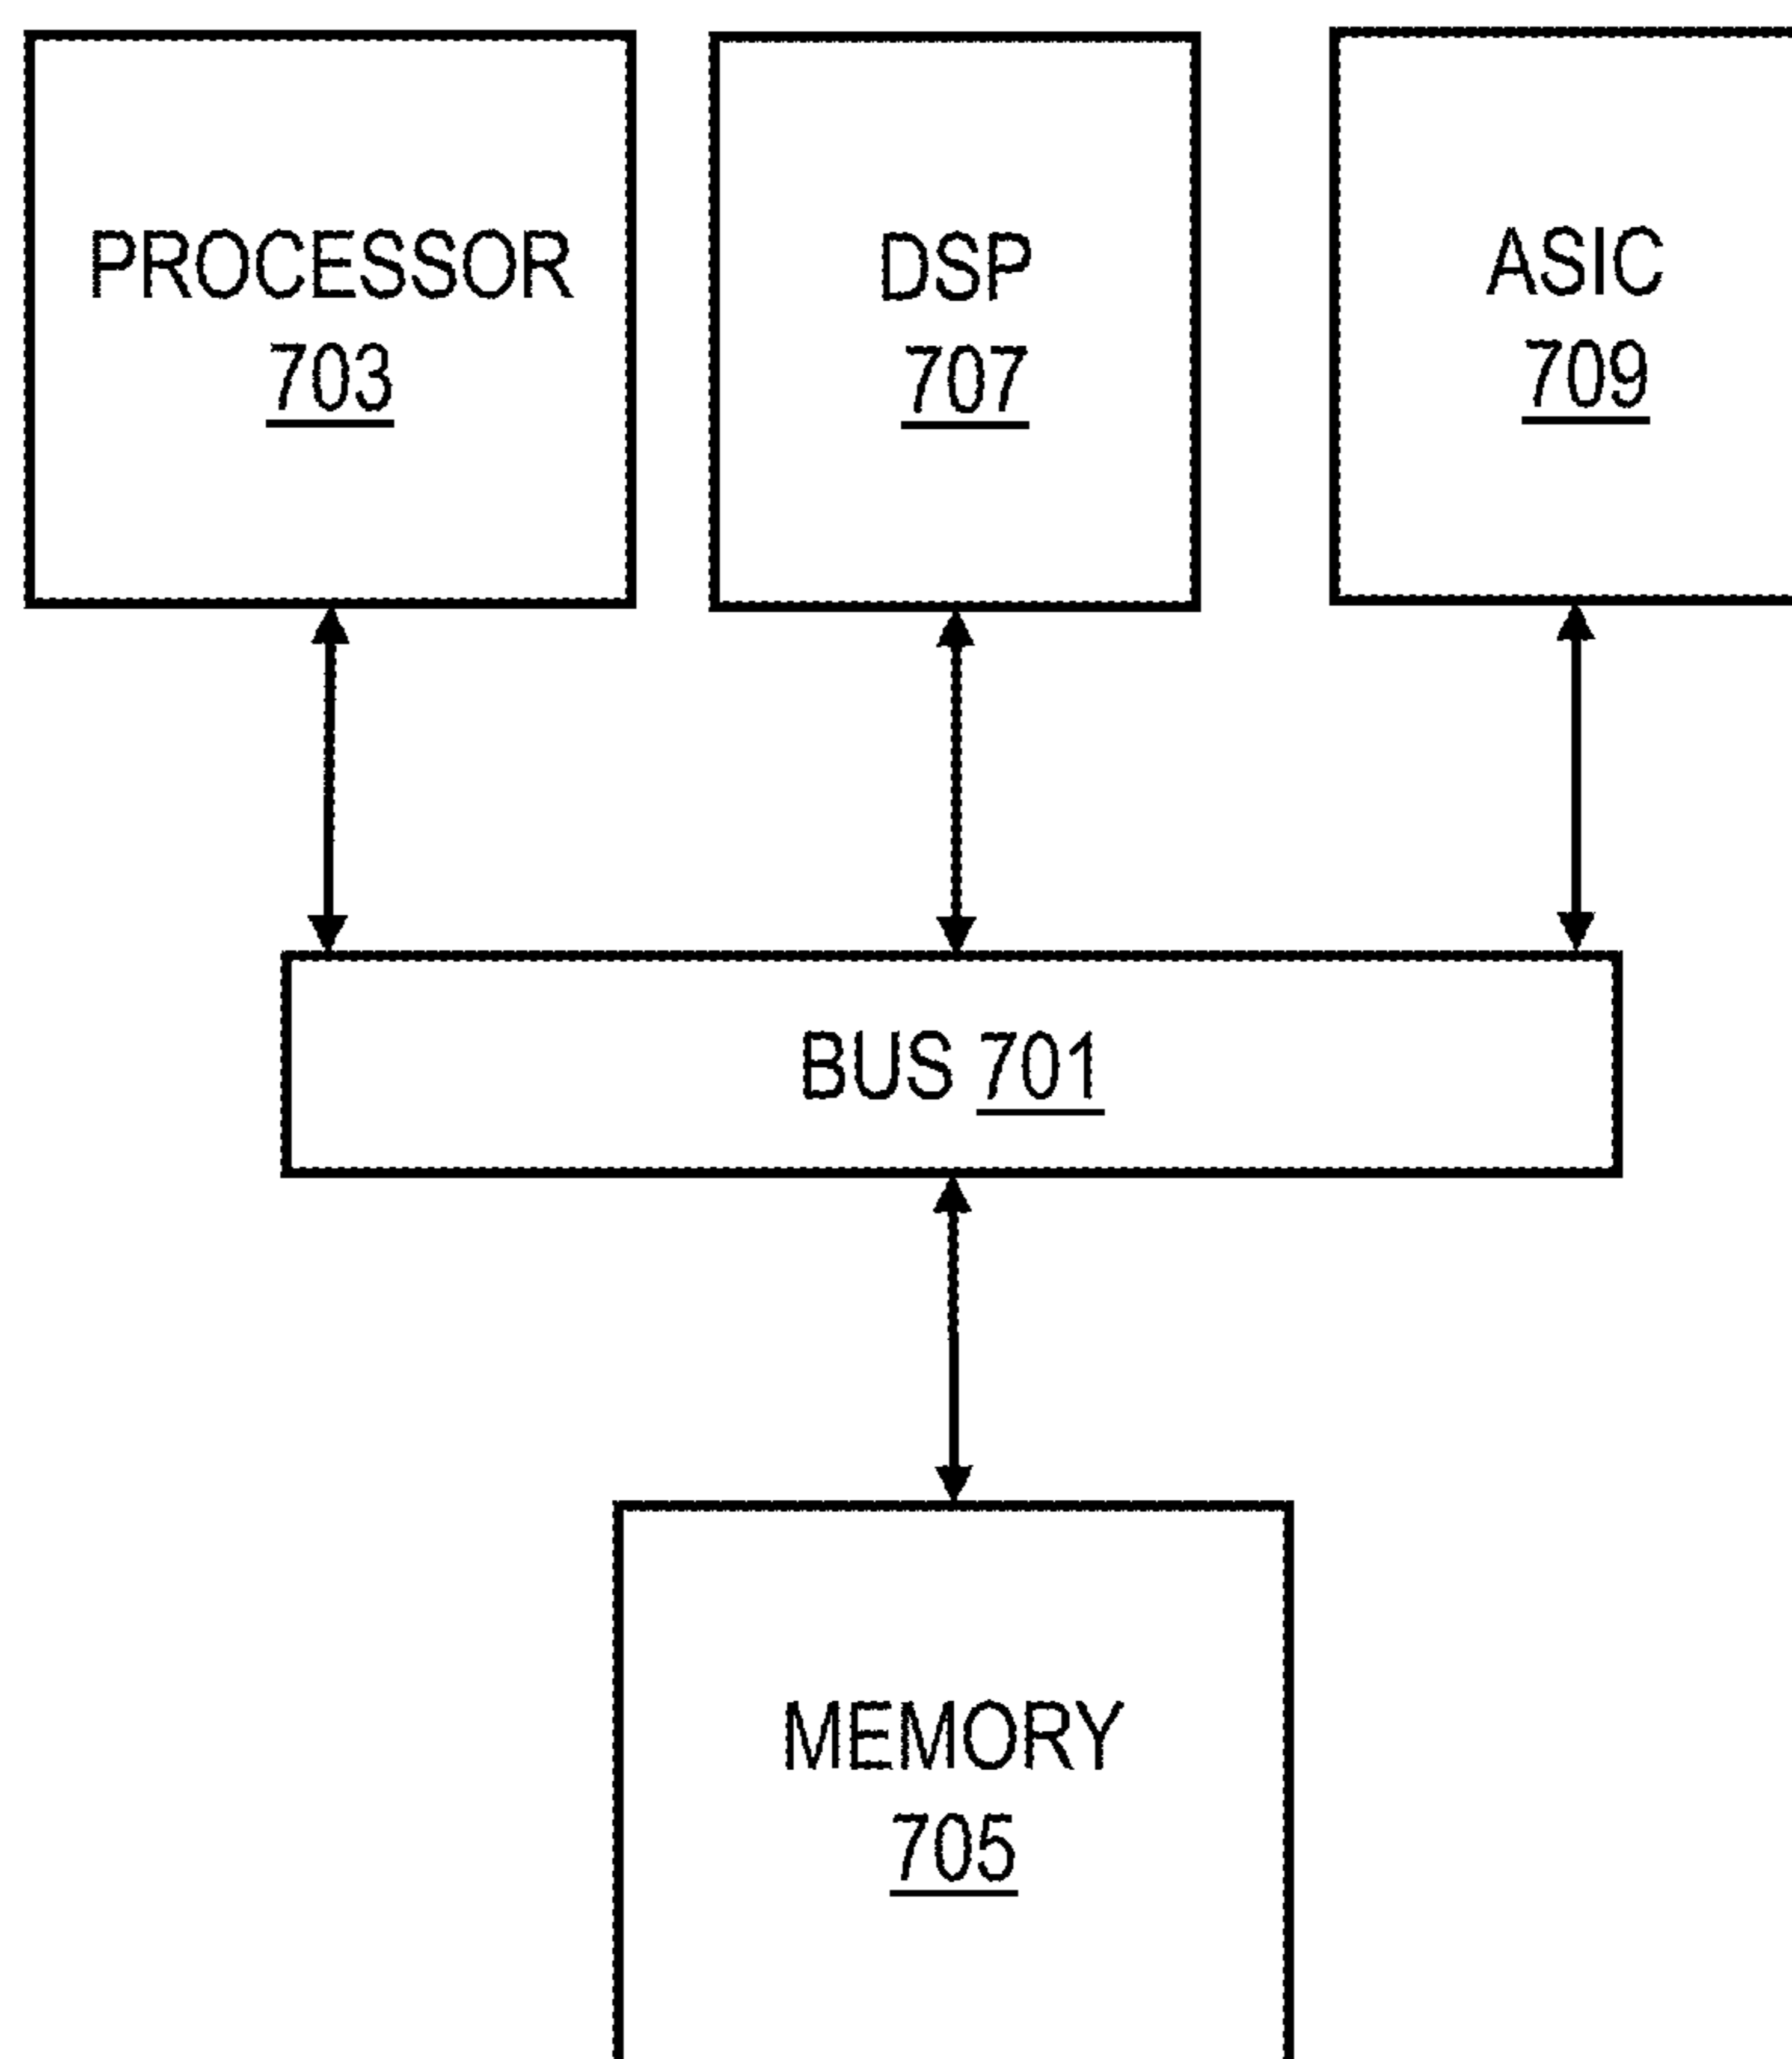 PROCESSOR
703
DSP
707
ASIC
709
BUS 701
MEMORY
705